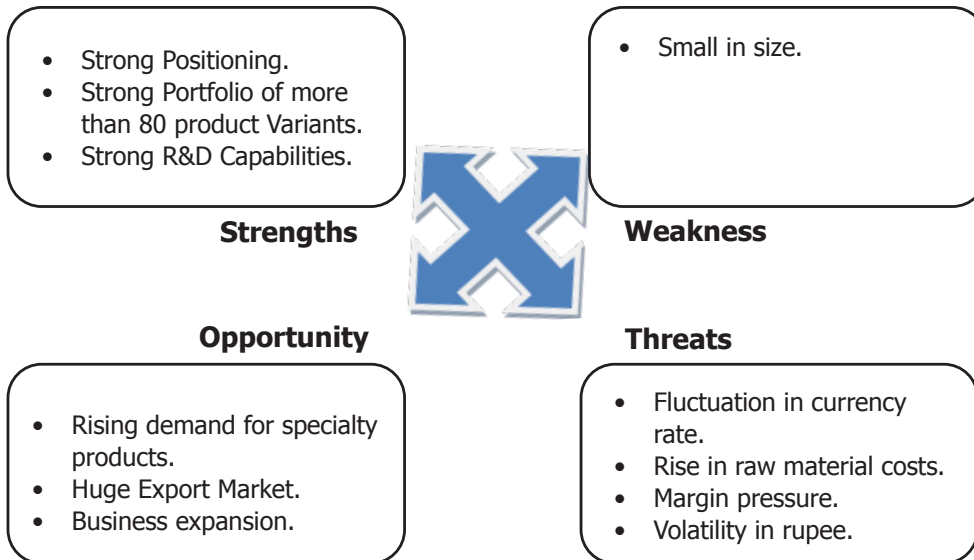 • Strong Positioning.
• Strong Portfolio of more
than 80 product Variants.
• Strong R&D Capabilities.
Strengths
• Small in size.
Weakness
Opportunity
• Rising demand for specialty
products.
• Huge Export Market.
• Business expansion.
Threats
• Fluctuation in currency
rate.
• Rise in raw material costs.
• Margin pressure.
• Volatility in rupee.